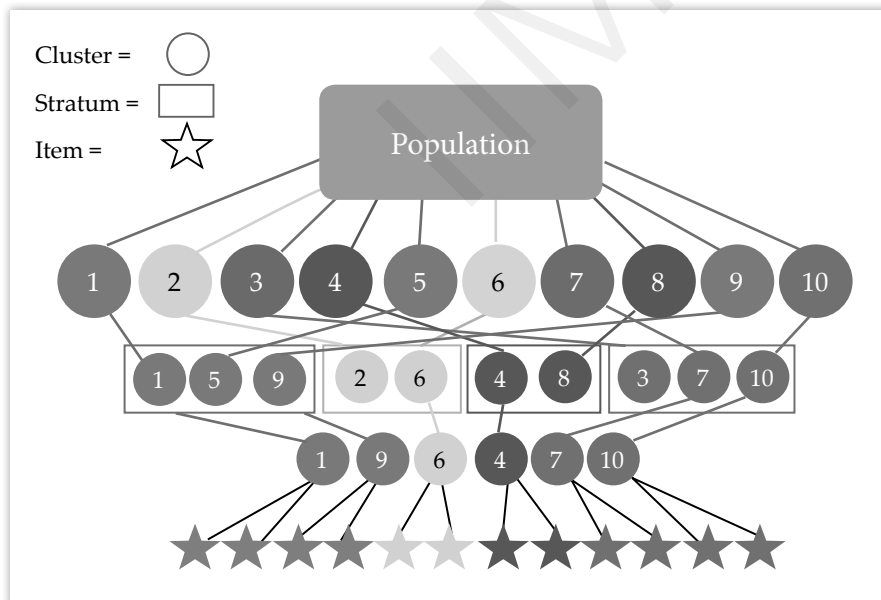 Cluster =
Stratum =
Item =
Population
1 2 3 4 5 6 7 8 9 10
1 5 9 2 6 4 8 3 7 10
1 9 6 4 7 10